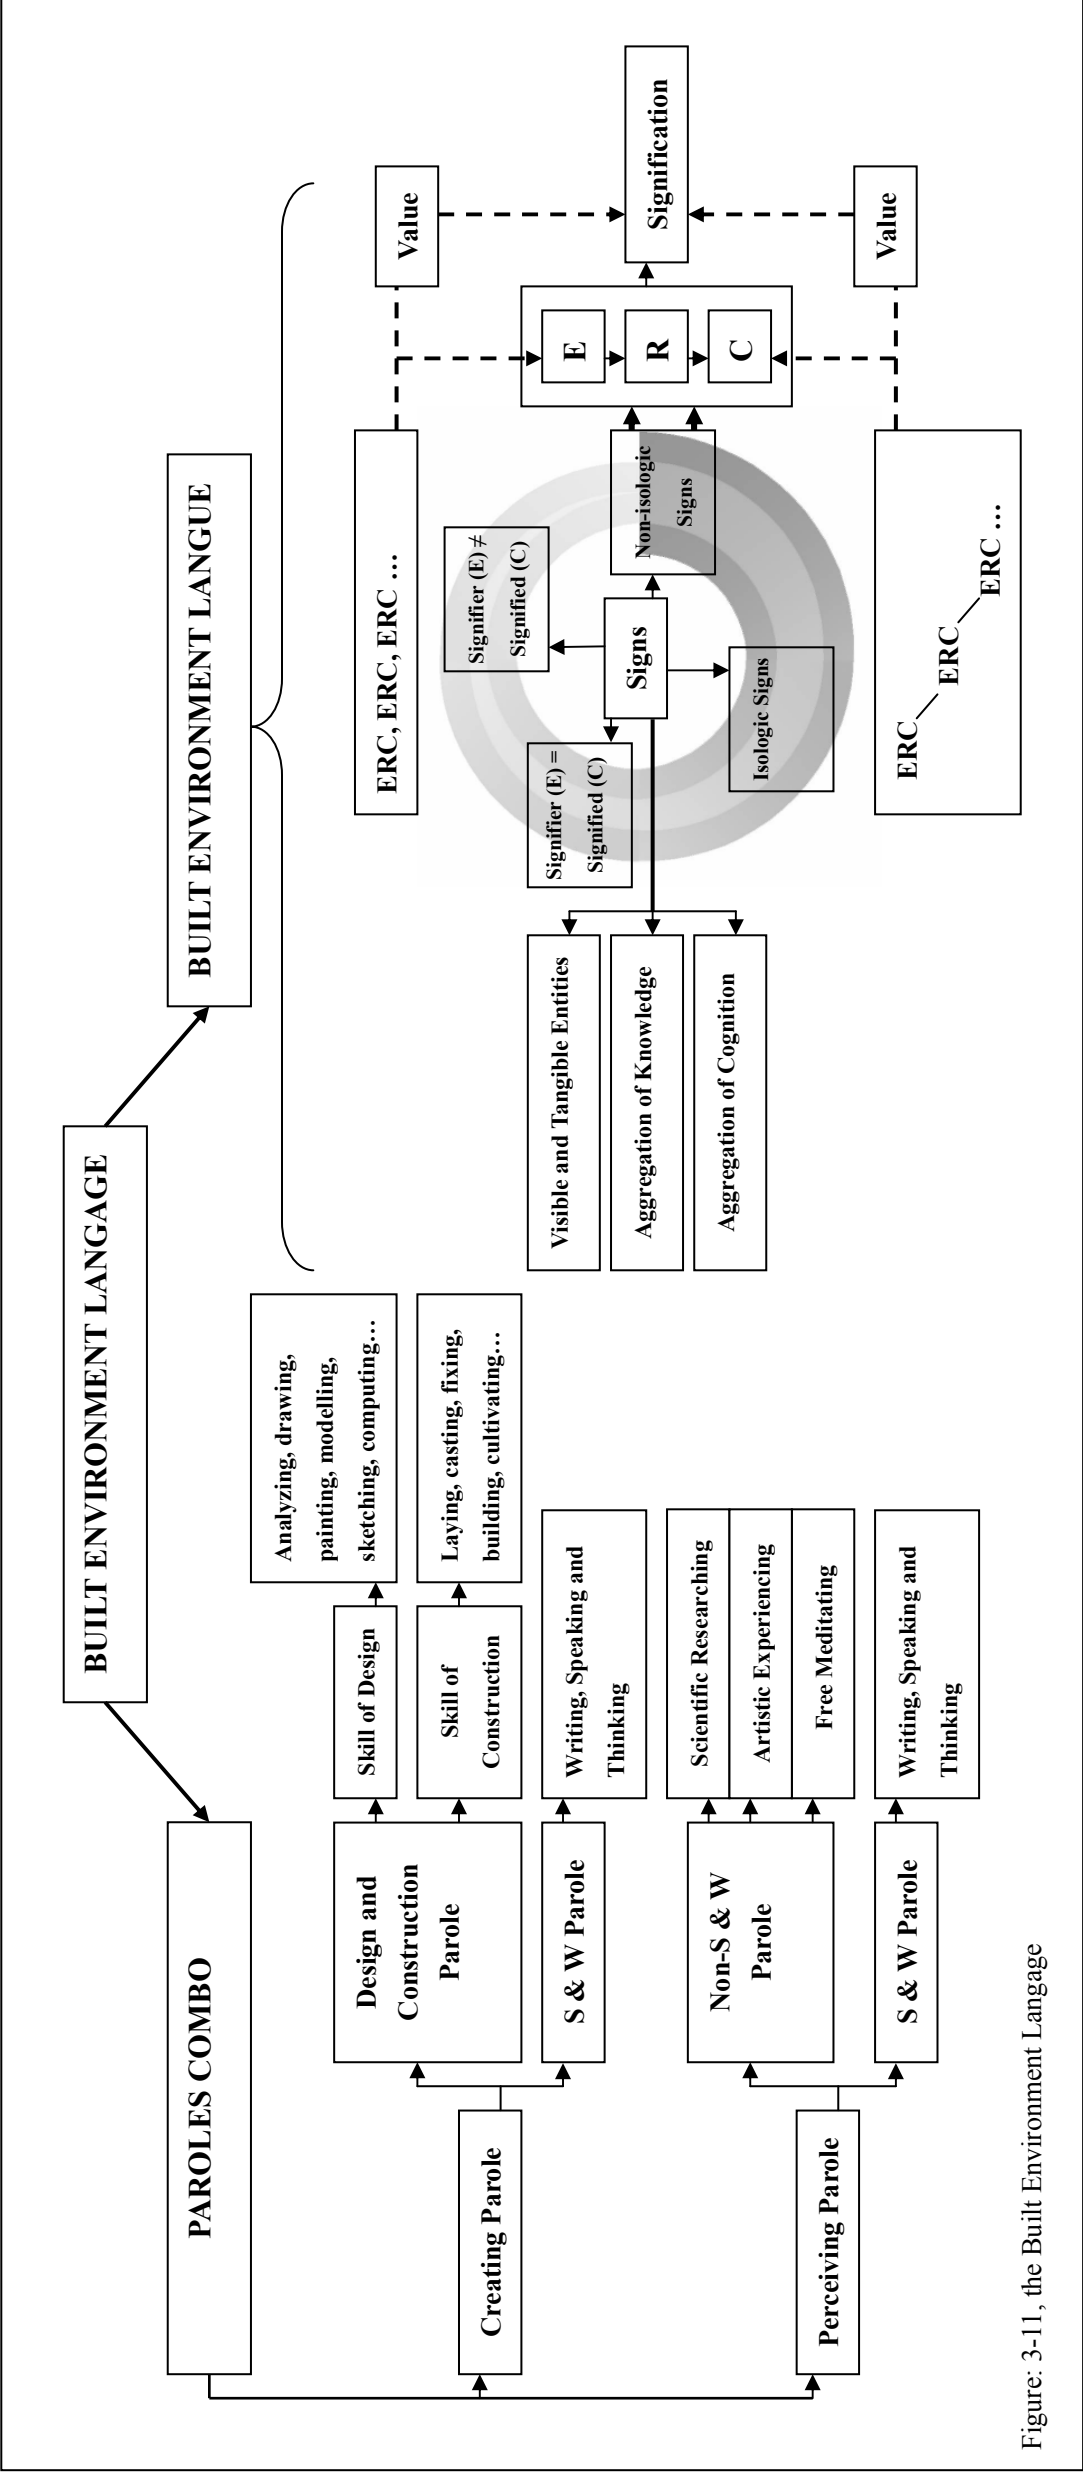 BUILT ENVIRONMENT LANGAGE
PAROLES COMBO
BUILT ENVIRONMENT LANGUE
Creating Parole
Design and
Construction
Parole
Skill of Design
Analyzing, drawing,
painting, modelling,
sketching, computing…
Skill of
Construction
Laying, casting, fixing,
building, cultivating…
S & W Parole
Writing, Speaking and
Thinking
Perceiving Parole
Non-S & W
Parole
Scientific Researching
Artistic Experiencing
Free Meditating
S & W Parole
Writing, Speaking and
Thinking
Visible and Tangible Entities
Aggregation of Knowledge
Aggregation of Cognition
ERC, ERC, ERC …
Value
Signifier (E) =
Signified (C)
Signifier (E) ≠
Signified (C)
Signs
Non-isologic
Signs
Isologic Signs
E
R
C
Signification
ERC
ERC
ERC …
Value
Figure: 3-11, the Built Environment Langage